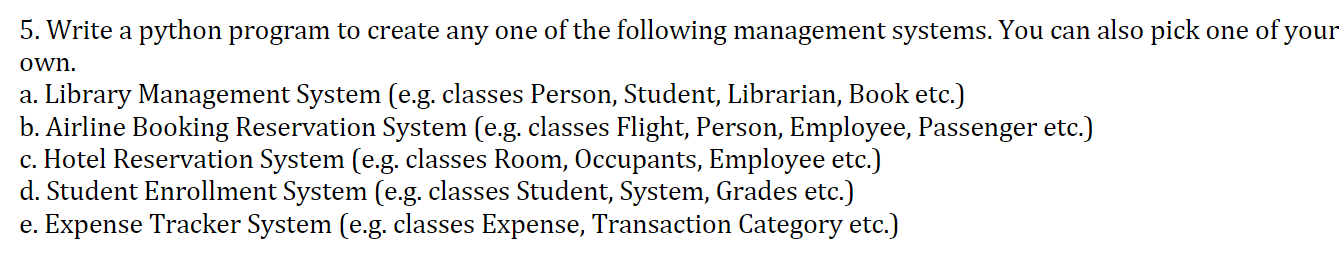 5. Write a python program to create any one of the following management systems. You can also pick one of your
own.
a. Library Management System (e.g. classes Person, Student, Librarian, Book etc.)
b. Airline Booking Reservation System (e.g. classes Flight, Person, Employee, Passenger etc.)
c. Hotel Reservation System (e.g. classes Room, Occupants, Employee etc.)
d. Student Enrollment System (e.g. classes Student, System, Grades etc.)
e. Expense Tracker System (e.g. classes Expense, Transaction Category etc.)